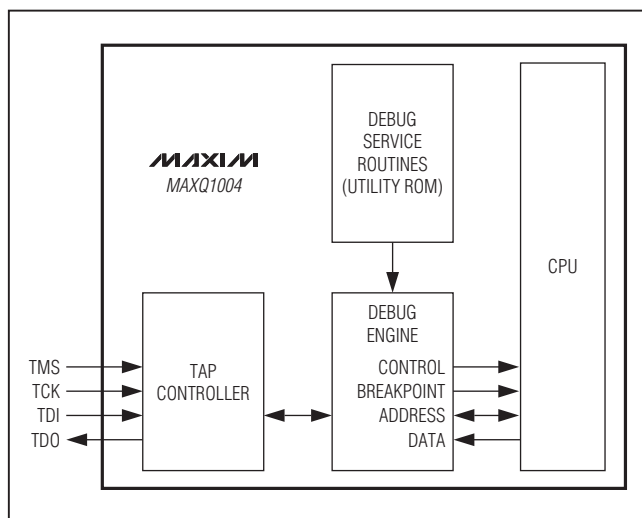 DEBUG
SERVICE
ROUTINES
(UTILITY ROM)
MAXIM
MAXQ1004
CPU
DEBUG
ENGINE
TAP
CONTROLLER
CONTROL
BREAKPOINT
ADDRESS
DATA
TMS
TCK
TDI
TDO